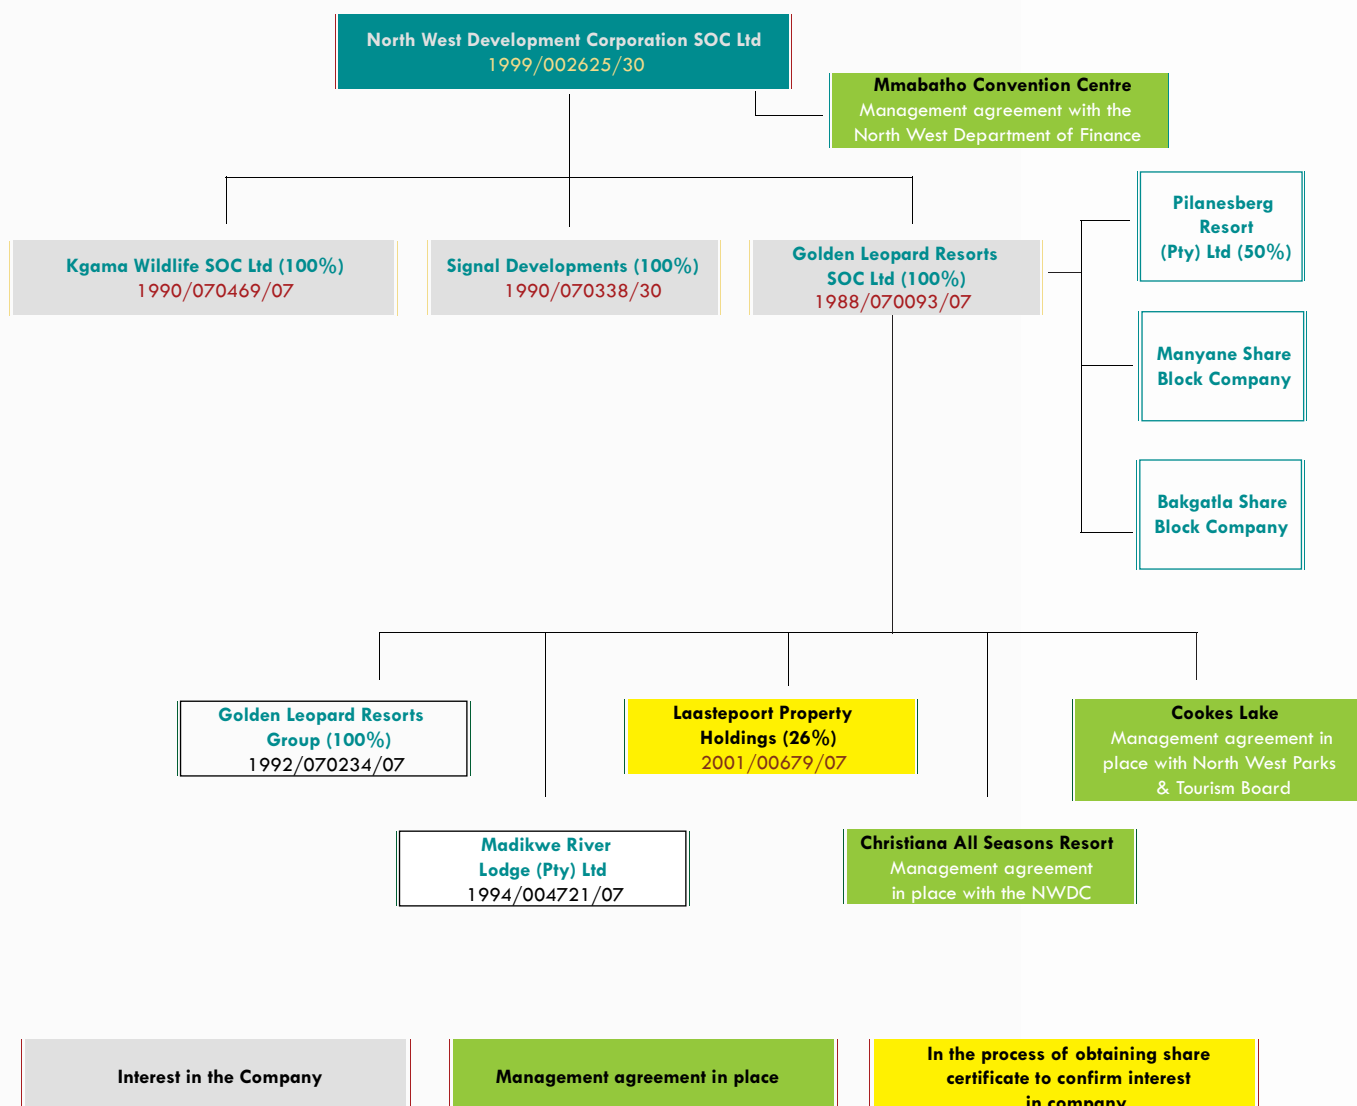 North West Development Corporation SOC Ltd
1999/002625/30
Mmabatho Convention Centre
Management agreement with the
North West Department of Finance
Kgama Wildlife SOC Ltd (100%)
1990/070469/07
Signal Developments (100%)
1990/070338/30
Golden Leopard Resorts
SOC Ltd (100%)
1988/070093/07
Pilanesberg
Resort
(Pty) Ltd (50%)
Manyane Share
Block Company
Bakgatla Share
Block Company
Golden Leopard Resorts
Group (100%)
1992/070234/07
Laastepoort Property
Holdings (26%)
2001/00679/07
Cookes Lake
Management agreement in
place with North West Parks
& Tourism Board
Madikwe River
Lodge (Pty) Ltd
1994/004721/07
Christiana All Seasons Resort
Management agreement
in place with the NWDC
Interest in the Company
Management agreement in place
In the process of obtaining share
certificate to confirm interest
in company